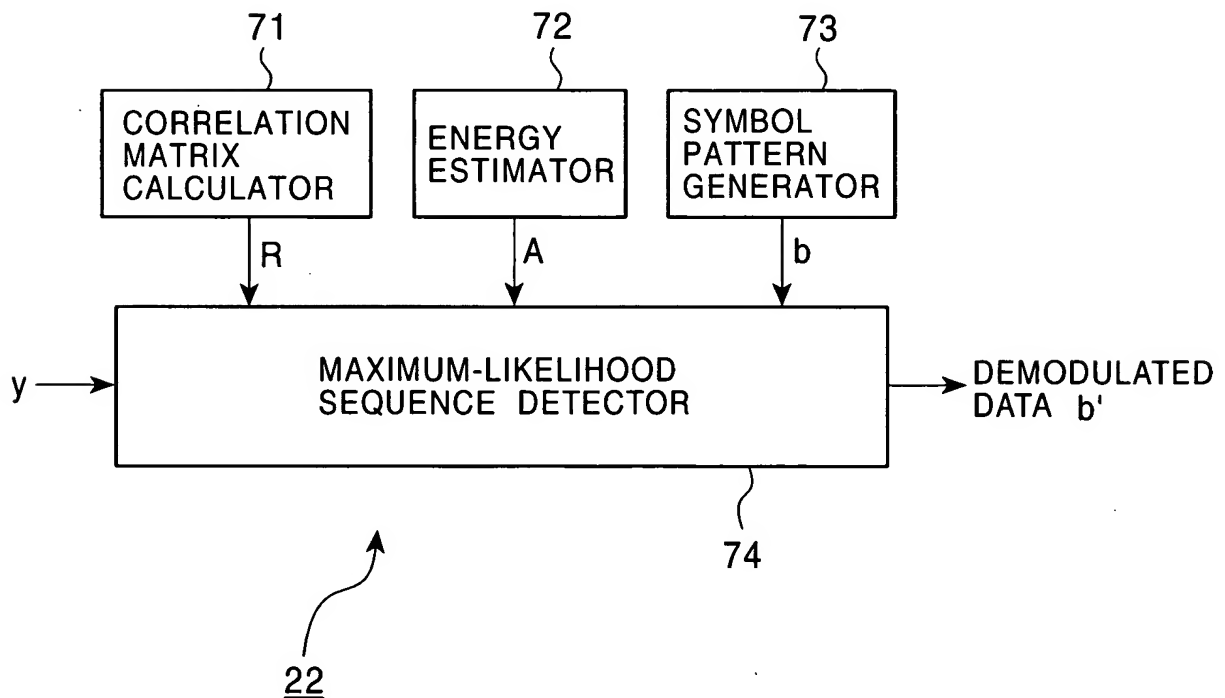 71
72
73
CORRELATION
MATRIX
CALCULATOR
ENERGY
ESTIMATOR
SYMBOL
PATTERN
GENERATOR
R
A
b
y
MAXIMUM-LIKELIHOOD
SEQUENCE DETECTOR
DEMODULATED
DATA b'
74
22